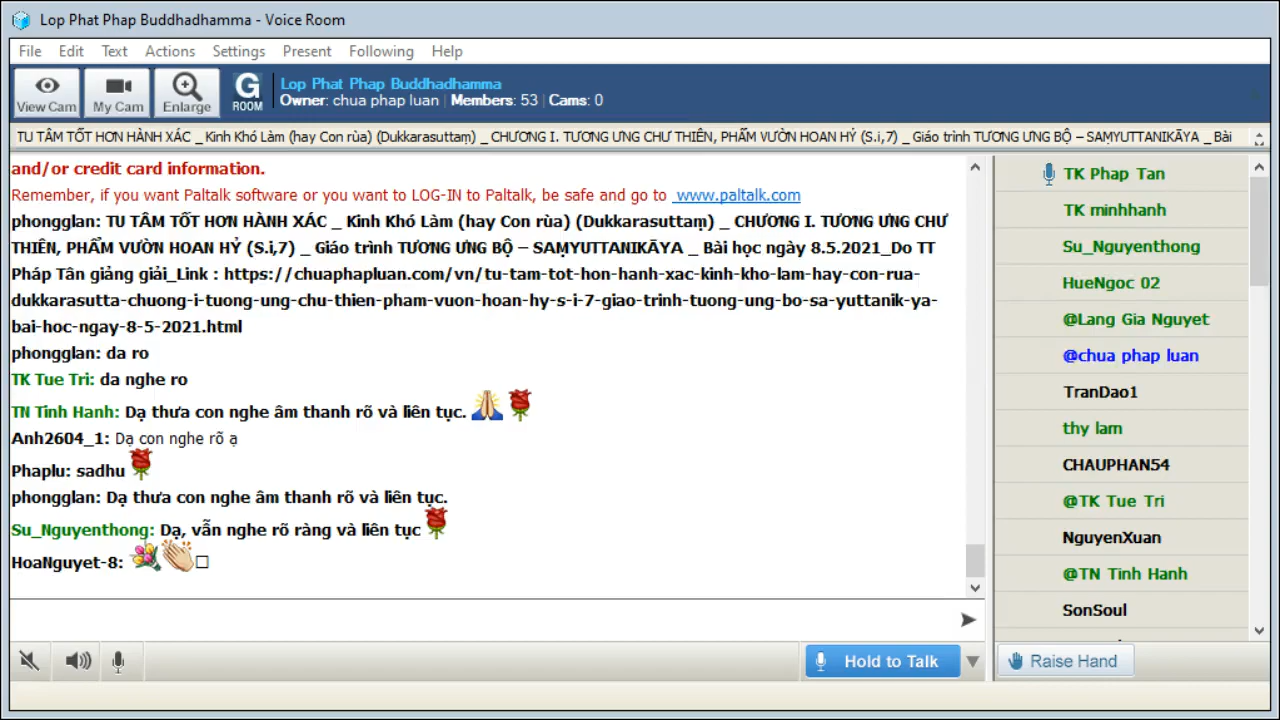 Lop Phat Phap Buddhadhamma - Voice Room
File Edit Text Actions Settings Present Following Help
View Cam My Cam Enlarge
G ROOM
Lop Phat Phap Buddhadhamma
Owner: chua phap luan | Members: 53 | Cams: 0
TU TÂM TỐT HƠN HÀNH XÁC _ Kinh Khó Làm (hay Con rùa) (Dukkarasuttaṃ) _ CHƯƠNG I. TƯƠNG ƯNG CHƯ THIÊN, PHẨM VƯỜN HOAN HỶ (S.i,7) _ Giáo trình TƯƠNG ƯNG BỘ – SAṂYUTTANIKĀYA _ Bài
and/or credit card information.
Remember, if you want Paltalk software or you want to LOG-IN to Paltalk, be safe and go to www.paltalk.com
phongglan: TU TÂM TỐT HƠN HÀNH XÁC _ Kinh Khó Làm (hay Con rùa) (Dukkarasuttaṃ) _ CHƯƠNG I. TƯƠNG ƯNG CHƯ
THIÊN, PHẨM VƯỜN HOAN HỶ (S.i,7) _ Giáo trình TƯƠNG ƯNG BỘ – SAṂYUTTANIKĀYA _ Bài học ngày 8.5.2021_Do TT
Pháp Tân giảng giải_Link : https://chuaphapluan.com/vn/tu-tam-tot-hon-hanh-xac-kinh-kho-lam-hay-con-rua-
dukkarasutta-chuong-i-tuong-ung-chu-thien-pham-vuon-hoan-hy-s-i-7-giao-trinh-tuong-ung-bo-sa-yuttanik-ya-
bai-hoc-ngay-8-5-2021.html
phongglan: da ro
TK Tue Tri: da nghe ro
TN Tinh Hanh: Dạ thưa con nghe âm thanh rõ và liên tục.
Anh2604_1: Dạ con nghe rõ ạ
Phaplu: sadhu
phongglan: Dạ thưa con nghe âm thanh rõ và liên tục.
Su_Nguyenthong: Dạ, vẫn nghe rõ ràng và liên tục
HoaNguyet-8:
TK Phap Tan
TK minhhanh
Su_Nguyenthong
HueNgoc 02
@Lang Gia Nguyet
@chua phap luan
TranDao1
thy lam
CHAUPHAN54
@TK Tue Tri
NguyenXuan
@TN Tinh Hanh
SonSoul
Hold to Talk
Raise Hand